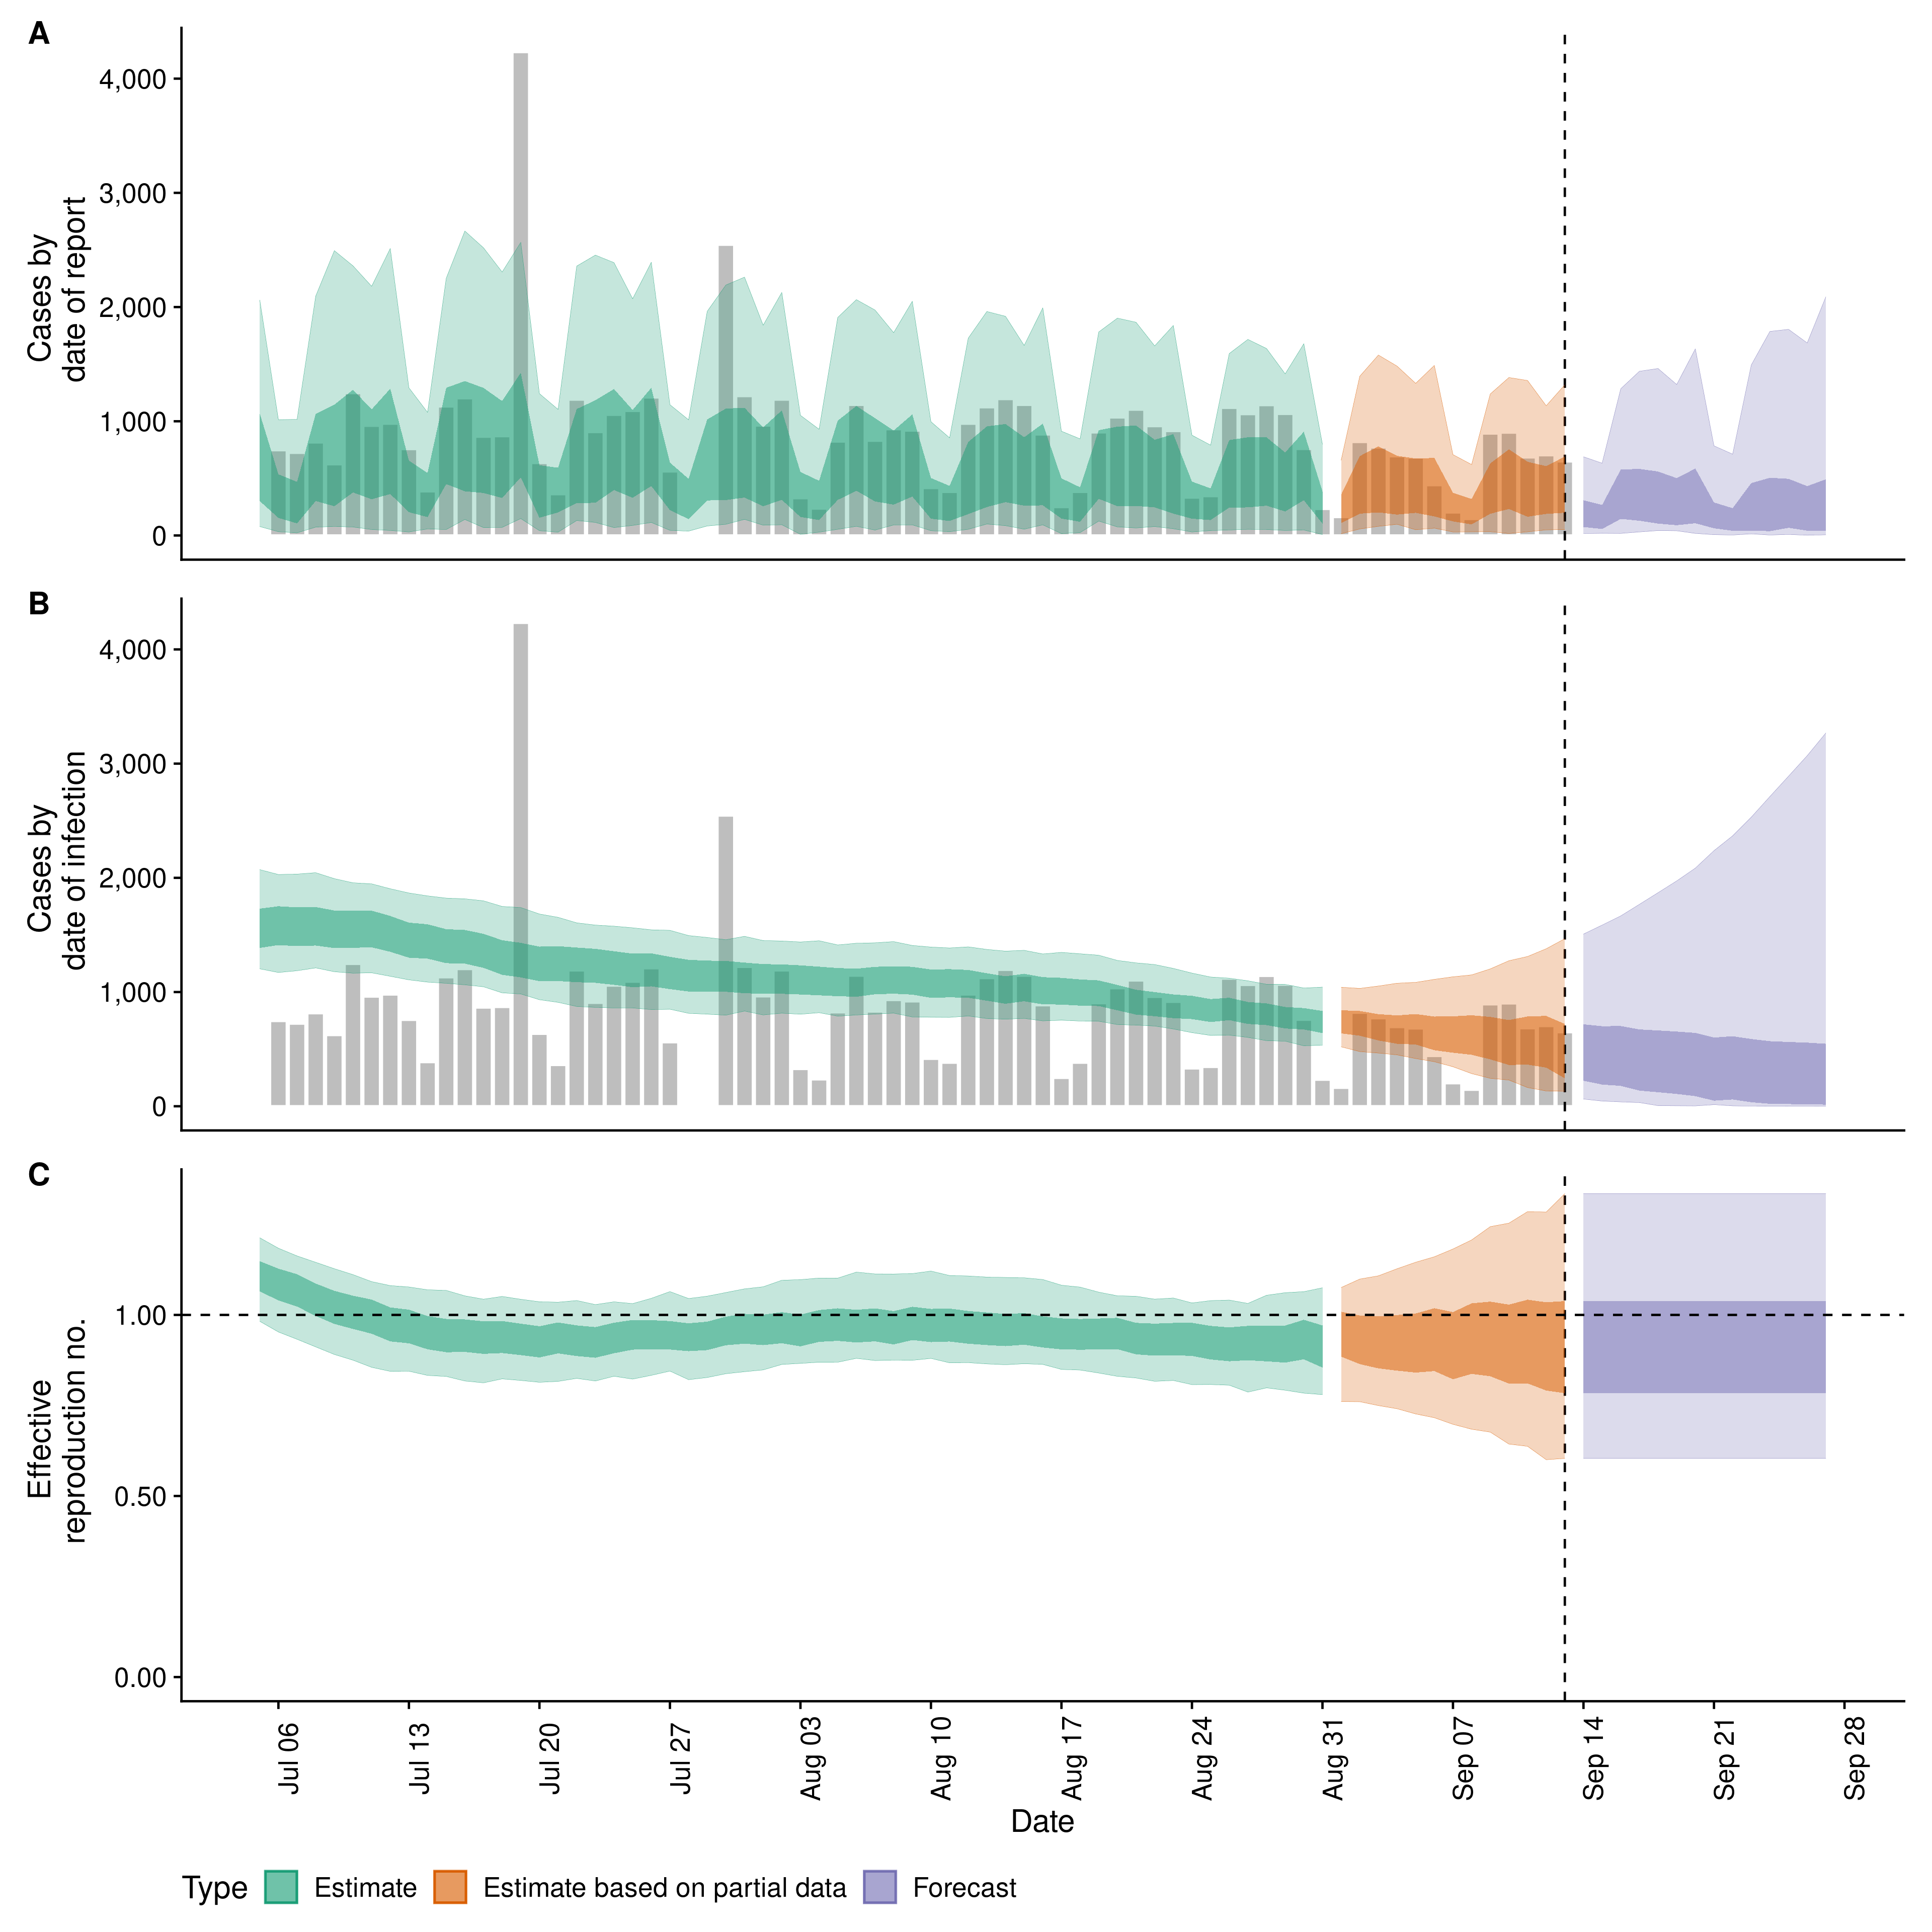 A
4,000
3,000
2,000
1,000
0
Cases by
date of report
B
4,000
3,000
2,000
1,000
0
Cases by
date of infection
C
1.00
0.50
0.00
Effective
reproduction no.
Jul 06
Jul 13
Jul 20
Jul 27
Aug 03
Aug 10
Aug 17
Aug 24
Aug 31
Sep 07
Sep 14
Sep 21
Sep 28
Date
Type Estimate Estimate based on partial data Forecast